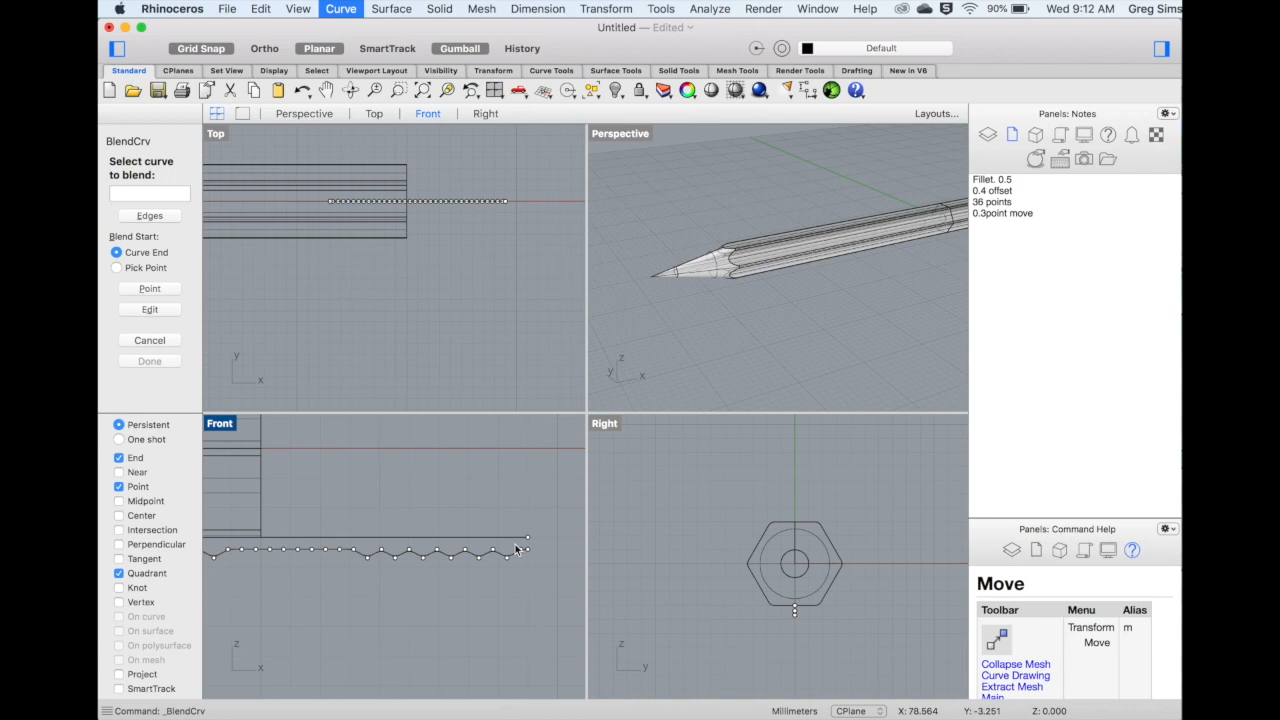 Rhinoceros File Edit View Curve Surface Solid Mesh Dimension Transform Tools Analyze Render Window Help 90% Wed 9:12 AM Greg Sims
Untitled — Edited
Grid Snap Ortho Planar SmartTrack Gumball History Default
Standard CPlanes Set View Display Select Viewport Layout Visibility Transform Curve Tools Surface Tools Solid Tools Mesh Tools Render Tools Drafting New in V6
Perspective Top Front Right Layouts... Panels: Notes
BlendCrv
Select curve
to blend:
Edges
Blend Start:
Curve End
Pick Point
Point
Edit
Cancel
Done
Persistent
One shot
End
Near
Point
Midpoint
Center
Intersection
Perpendicular
Tangent
Quadrant
Knot
Vertex
On curve
On surface
On polysurface
On mesh
Project
SmartTrack
Top
y
x
Perspective
z
y
x
Front
z
x
Right
z
y
Fillet. 0.5
0.4 offset
36 points
0.3point move
Panels: Command Help
Move
Toolbar Menu Alias
Transform m
Move
Collapse Mesh
Curve Drawing
Extract Mesh
Main
Command: _BlendCrv Millimeters CPlane X: 78.564 Y: -3.251 Z: 0.000